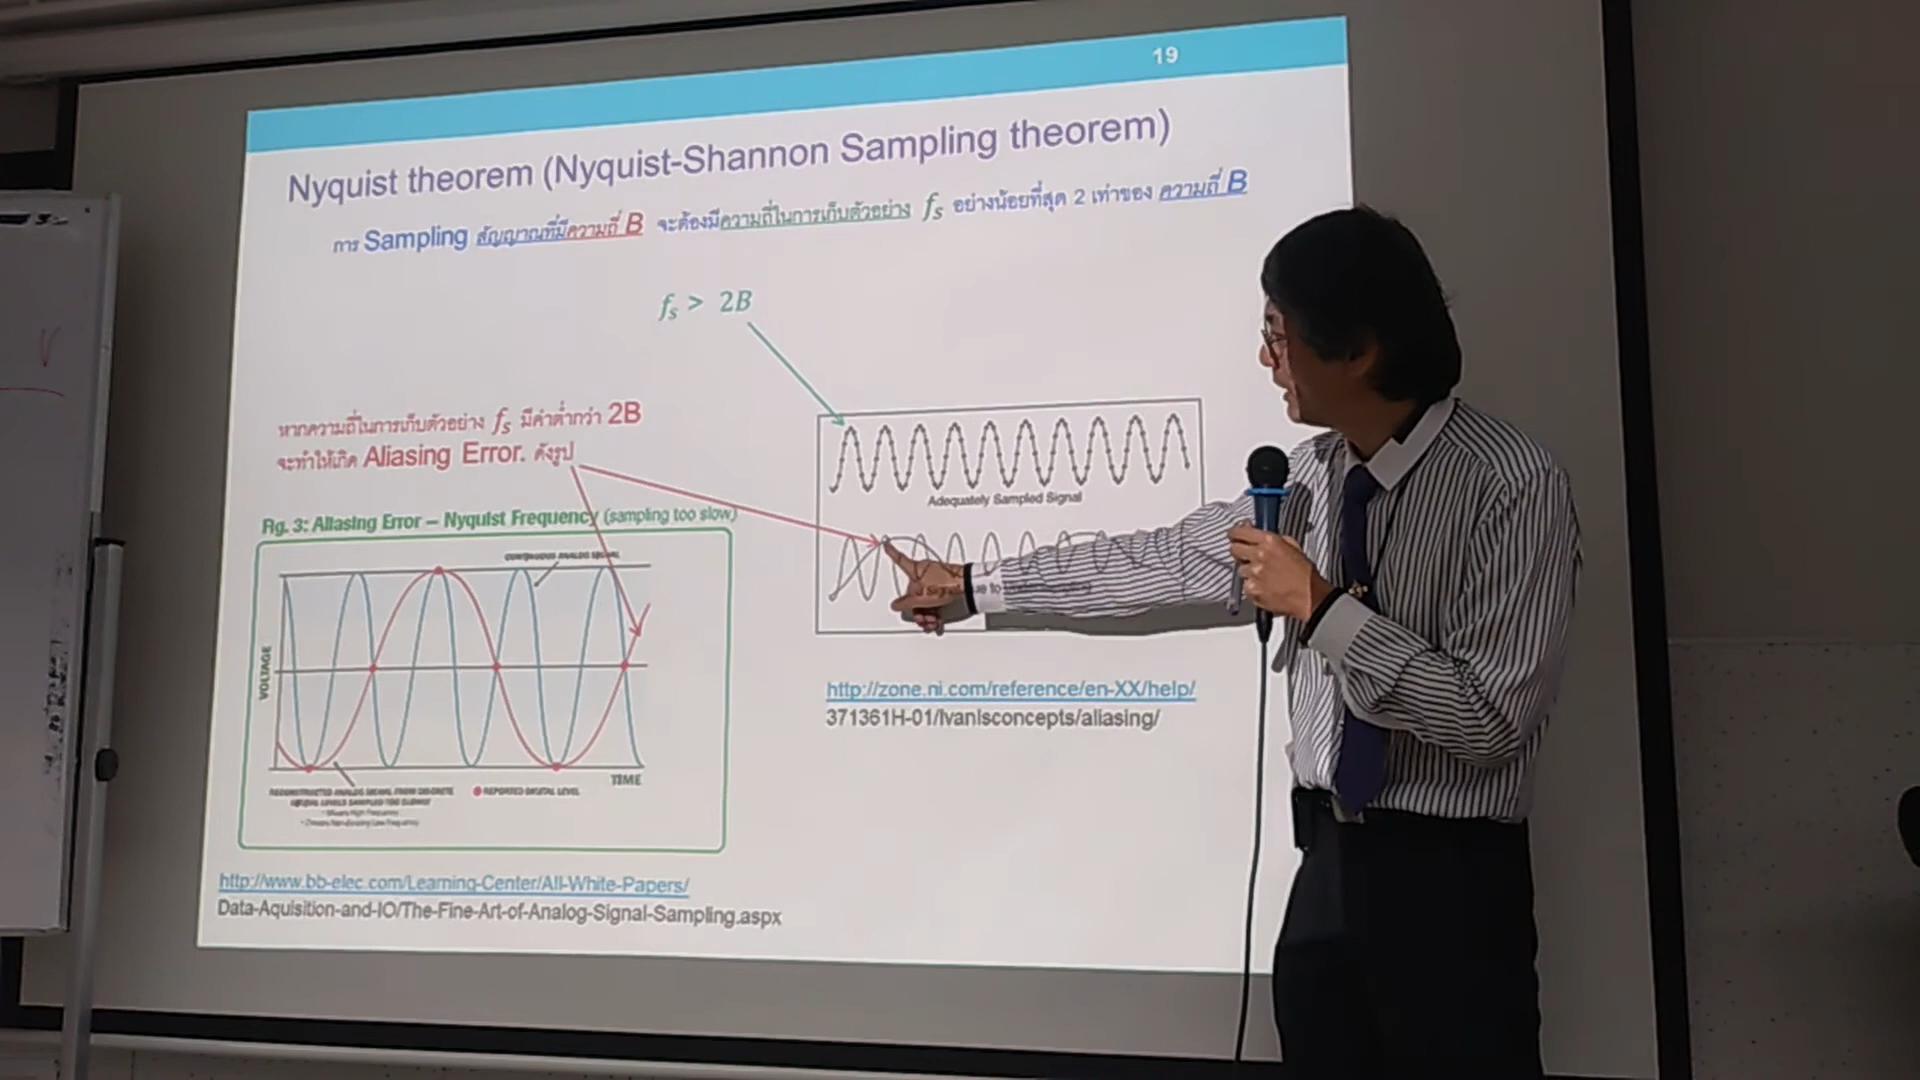 19
Nyquist theorem (Nyquist-Shannon Sampling theorem)
การ Sampling สัญญาณที่มีความถี่ B จะต้องมีความถี่ในการเก็บตัวอย่าง fs อย่างน้อยที่สุด 2 เท่าของ ความถี่ B
fs > 2B
หากความถี่ในการเก็บตัวอย่าง fs มีค่าต่ำกว่า 2B
จะทำให้เกิด Aliasing Error. ดังรูป
Adequately Sampled Signal
Fig. 3: Aliasing Error – Nyquist Frequency (sampling too slow)
CONTINUOUS ANALOG SIGNAL
VOLTAGE
TIME
RECONSTRUCTED ANALOG SIGNAL FROM DISCRETE
REPORTED DIGITAL LEVEL
http://zone.ni.com/reference/en-XX/help/
371361H-01/lvanlsconcepts/aliasing/
http://www.bb-elec.com/Learning-Center/All-White-Papers/
Data-Aquisition-and-IO/The-Fine-Art-of-Analog-Signal-Sampling.aspx